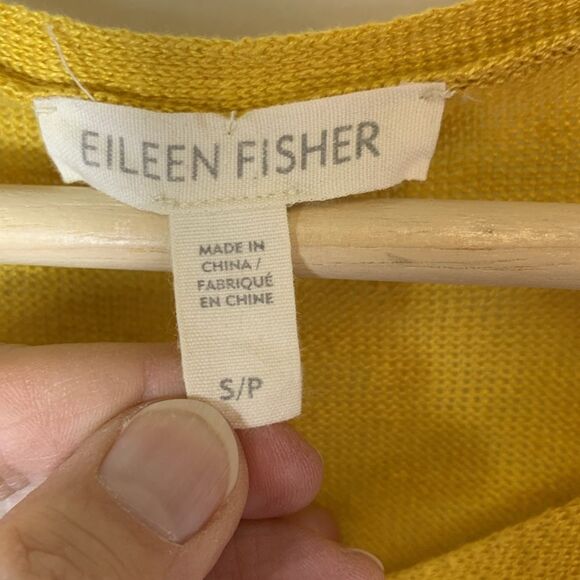 EILEEN FISHER
MADE IN
CHINA /
FABRIQUÉ
EN CHINE
S/P